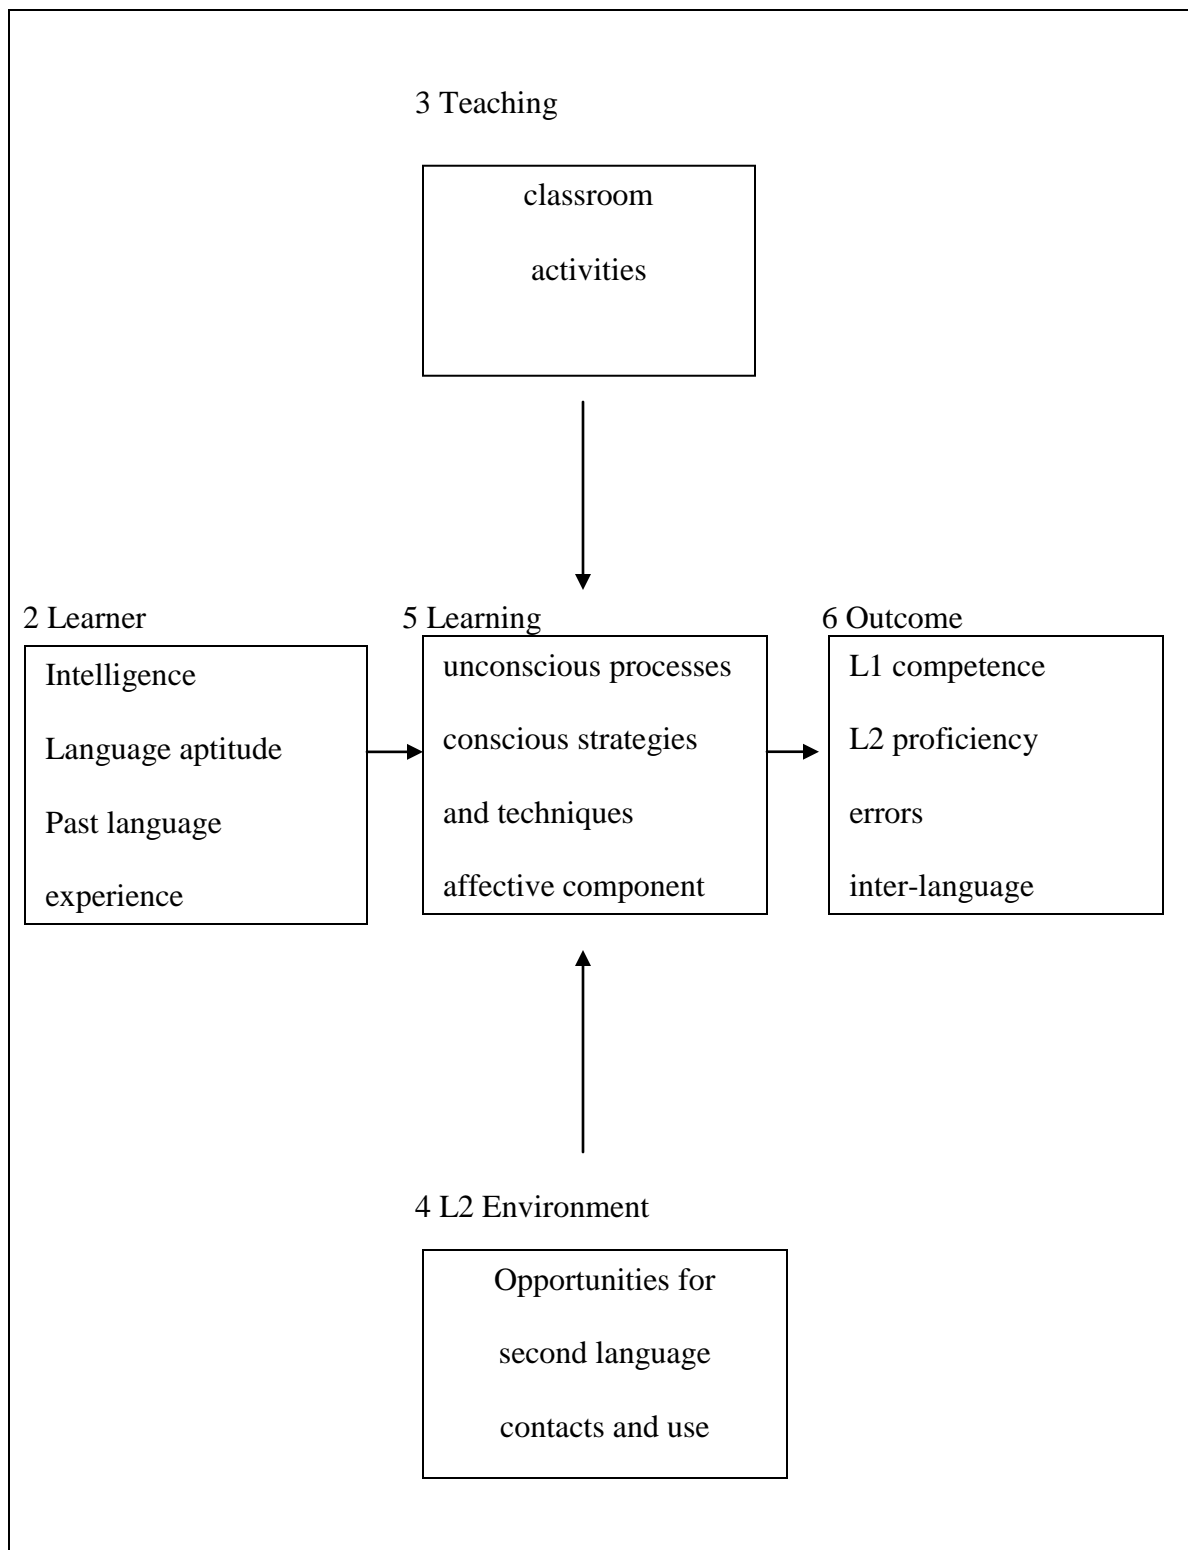 3 Teaching
classroom
activities
2 Learner
Intelligence
Language aptitude
Past language
experience
5 Learning
unconscious processes
conscious strategies
and techniques
affective component
6 Outcome
L1 competence
L2 proficiency
errors
inter-language
4 L2 Environment
Opportunities for
second language
contacts and use